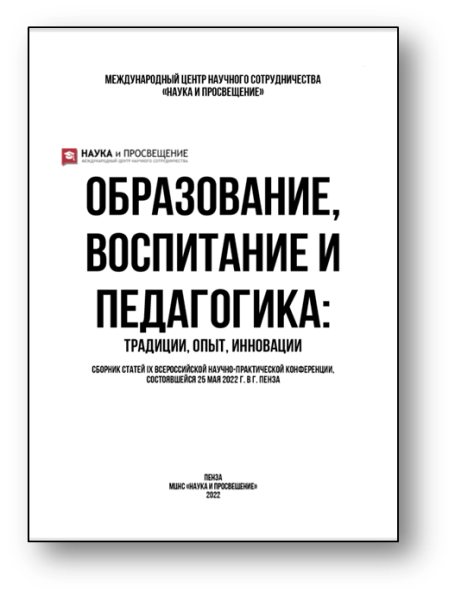 МЕЖДУНАРОДНЫЙ ЦЕНТР НАУЧНОГО СОТРУДНИЧЕСТВА
«НАУКА И ПРОСВЕЩЕНИЕ»
НАУКА и ПРОСВЕЩЕНИЕ
МЕЖДУНАРОДНЫЙ ЦЕНТР НАУЧНОГО СОТРУДНИЧЕСТВА
ОБРАЗОВАНИЕ,
ВОСПИТАНИЕ И
ПЕДАГОГИКА:
ТРАДИЦИИ, ОПЫТ, ИННОВАЦИИ
СБОРНИК СТАТЕЙ IX ВСЕРОССИЙСКОЙ НАУЧНО-ПРАКТИЧЕСКОЙ КОНФЕРЕНЦИИ,
СОСТОЯВШЕЙСЯ 25 МАЯ 2022 Г. В Г. ПЕНЗА
ПЕНЗА
МЦНС «НАУКА И ПРОСВЕЩЕНИЕ»
2022